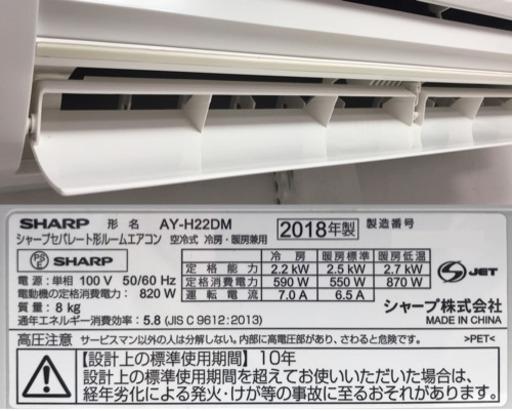 SHARP 形 名 AY-H22DM 2018年製 製造番号
シャープセパレート形ルームエアコン 空冷式 冷房・暖房兼用
PSE SHARP
電源：単相 100 V 50/60 Hz
電動機の定格消費電力： 820 W
質量：8 kg
通年エネルギー消費効率：5.8 (JIS C 9612:2013)
冷 房 暖房標準 暖房低温
定 格 能 力 2.2 kW 2.5 kW 2.7 kW
定格消費電力 590 W 550 W 870 W
運 転 電 流 7.0 A 6.5 A
S JET
シャープ株式会社
MADE IN CHINA
高圧注意 サービスマン以外の人は分解しない。内部に高電圧部があり、さわると危険です。 >PET<
【設計上の標準使用期間】10年
設計上の標準使用期間を超えてお使いいただいた場合は、
経年劣化による発火・けが等の事故に至るおそれがあります。